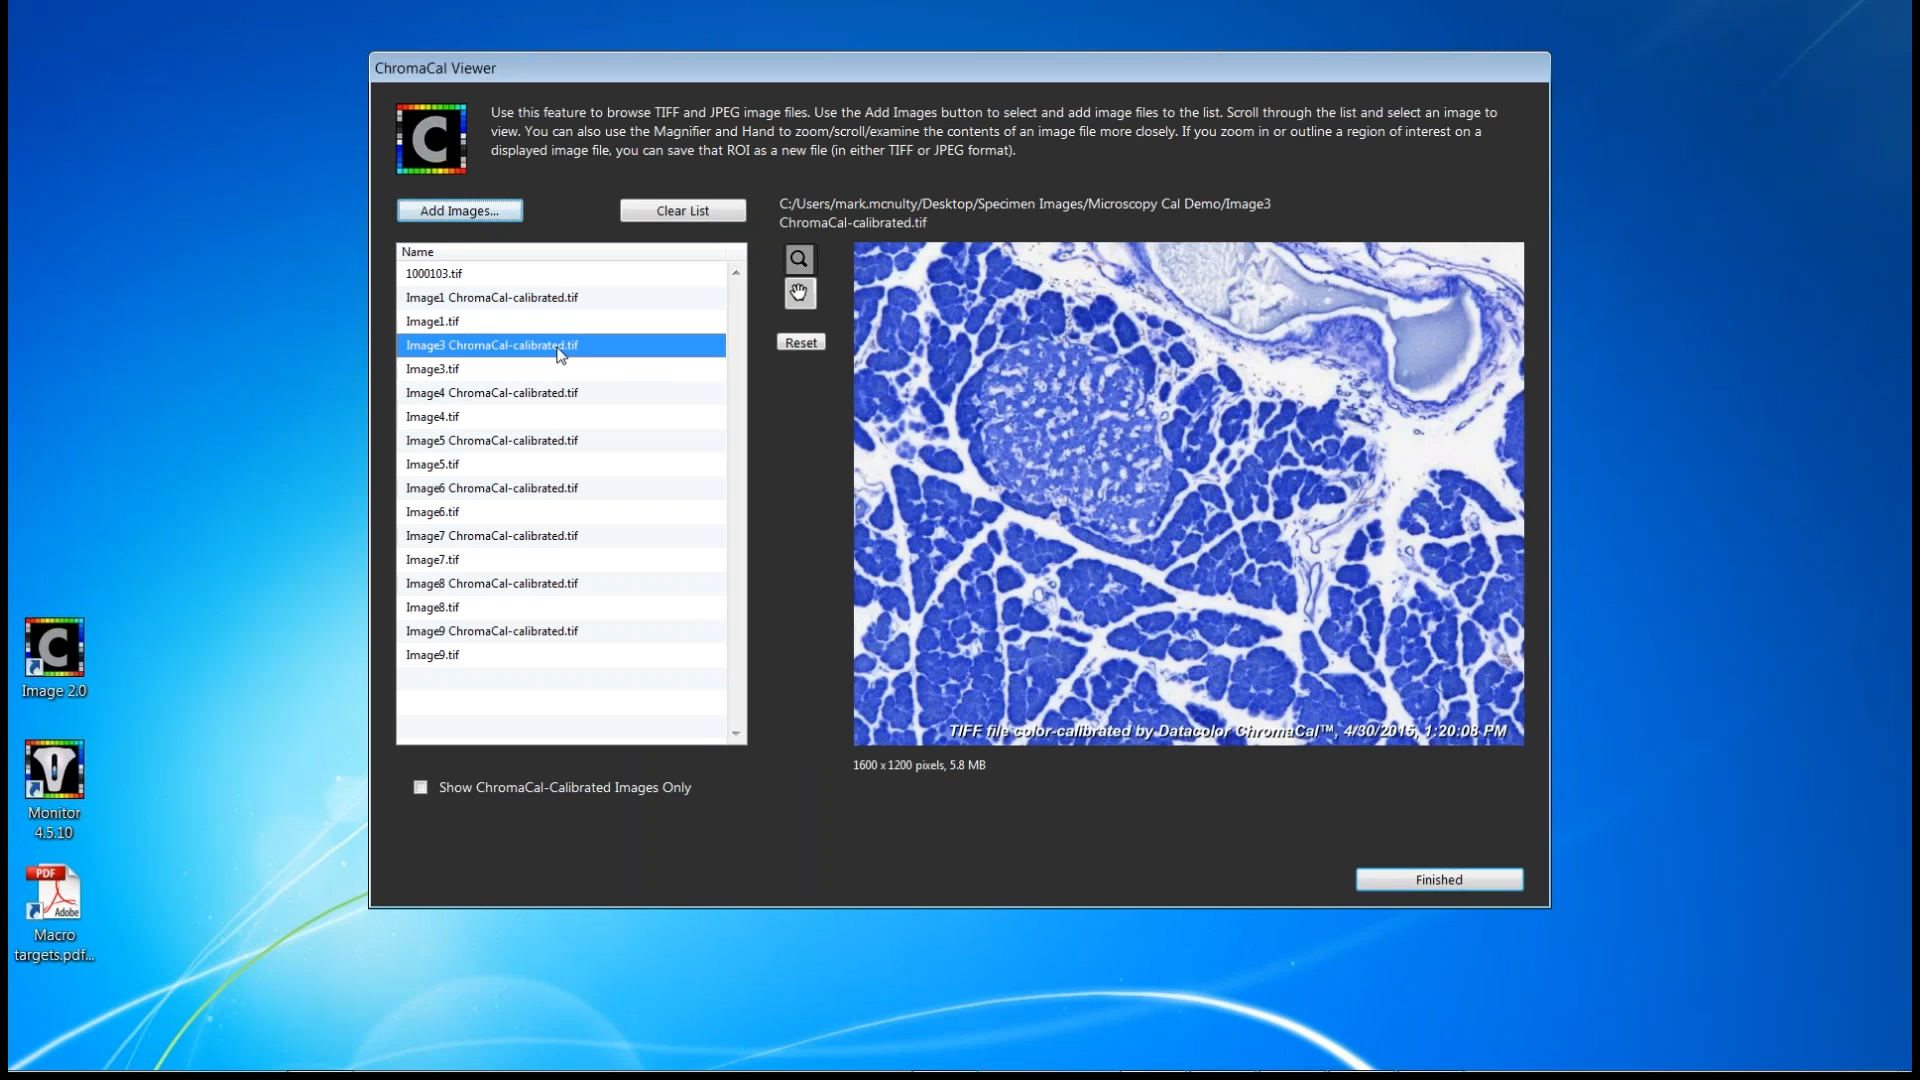 ChromaCal Viewer
C
Use this feature to browse TIFF and JPEG image files. Use the Add Images button to select and add image files to the list. Scroll through the list and select an image to
view. You can also use the Magnifier and Hand to zoom/scroll/examine the contents of an image file more closely. If you zoom in or outline a region of interest on a
displayed image file, you can save that ROI as a new file (in either TIFF or JPEG format).
Add Images...
Clear List
C:/Users/mark.mcnulty/Desktop/Specimen Images/Microscopy Cal Demo/Image3
ChromaCal-calibrated.tif
Name
1000103.tif
Image1 ChromaCal-calibrated.tif
Image1.tif
Image3 ChromaCal-calibrated.tif
Image3.tif
Image4 ChromaCal-calibrated.tif
Image4.tif
Image5 ChromaCal-calibrated.tif
Image5.tif
Image6 ChromaCal-calibrated.tif
Image6.tif
Image7 ChromaCal-calibrated.tif
Image7.tif
Image8 ChromaCal-calibrated.tif
Image8.tif
Image9 ChromaCal-calibrated.tif
Image9.tif
Reset
TIFF file color-calibrated by Datacolor ChromaCal™, 4/30/2015, 1:20:08 PM
1600 x 1200 pixels, 5.8 MB
Show ChromaCal-Calibrated Images Only
Finished
C
Image 2.0
Monitor
4.5.10
PDF
Adobe
Macro
targets.pdf...